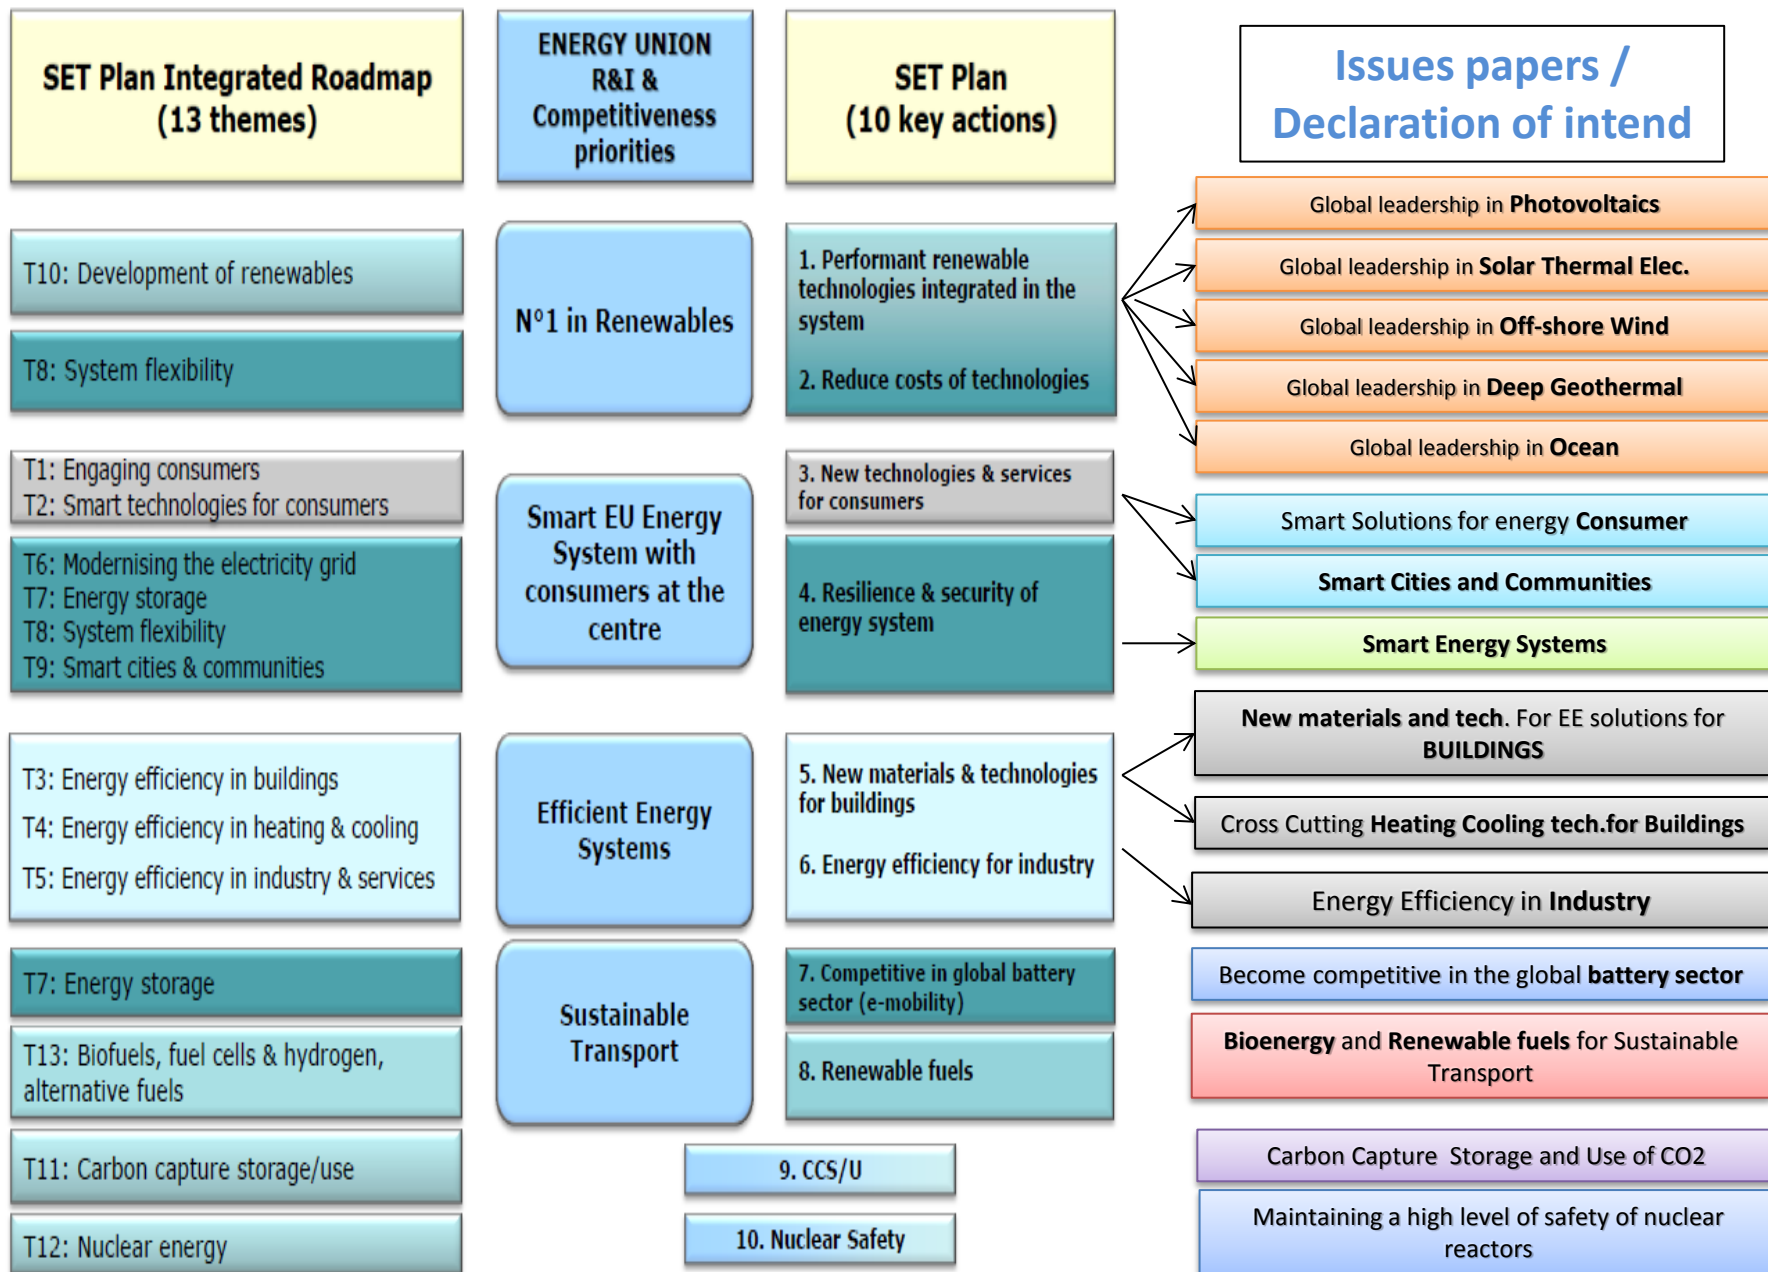 SET Plan Integrated Roadmap
(13 themes)
ENERGY UNION
R&I &
Competitiveness
priorities
SET Plan
(10 key actions)
Issues papers /
Declaration of intend
T10: Development of renewables
T8: System flexibility
N°1 in Renewables
1. Performant renewable
technologies integrated in the
system
2. Reduce costs of technologies
Global leadership in Photovoltaics
Global leadership in Solar Thermal Elec.
Global leadership in Off-shore Wind
Global leadership in Deep Geothermal
Global leadership in Ocean
T1: Engaging consumers
T2: Smart technologies for consumers
T6: Modernising the electricity grid
T7: Energy storage
T8: System flexibility
T9: Smart cities & communities
Smart EU Energy
System with
consumers at the
centre
3. New technologies & services
for consumers
4. Resilience & security of
energy system
Smart Solutions for energy Consumer
Smart Cities and Communities
Smart Energy Systems
T3: Energy efficiency in buildings
T4: Energy efficiency in heating & cooling
T5: Energy efficiency in industry & services
Efficient Energy
Systems
5. New materials & technologies
for buildings
6. Energy efficiency for industry
New materials and tech. For EE solutions for
BUILDINGS
Cross Cutting Heating Cooling tech.for Buildings
Energy Efficiency in Industry
T7: Energy storage
T13: Biofuels, fuel cells & hydrogen,
alternative fuels
Sustainable
Transport
7. Competitive in global battery
sector (e-mobility)
8. Renewable fuels
Become competitive in the global battery sector
Bioenergy and Renewable fuels for Sustainable
Transport
T11: Carbon capture storage/use
9. CCS/U
Carbon Capture  Storage and Use of CO2
T12: Nuclear energy
10. Nuclear Safety
Maintaining a high level of safety of nuclear
reactors